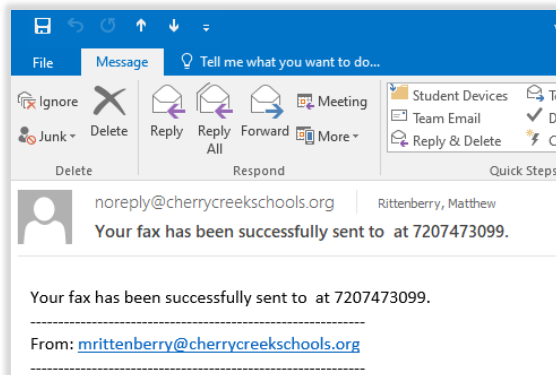 File Message Tell me what you want to do...
Ignore
Junk
Delete
Reply
Reply All
Forward
Meeting
More
Student Devices
Team Email
Reply & Delete
Delete Respond Quick Steps
noreply@cherrycreekschools.org Rittenberry, Matthew
Your fax has been successfully sent to at 7207473099.
Your fax has been successfully sent to at 7207473099.
------------------------------------------------------------
From: mrittenberry@cherrycreekschools.org
------------------------------------------------------------